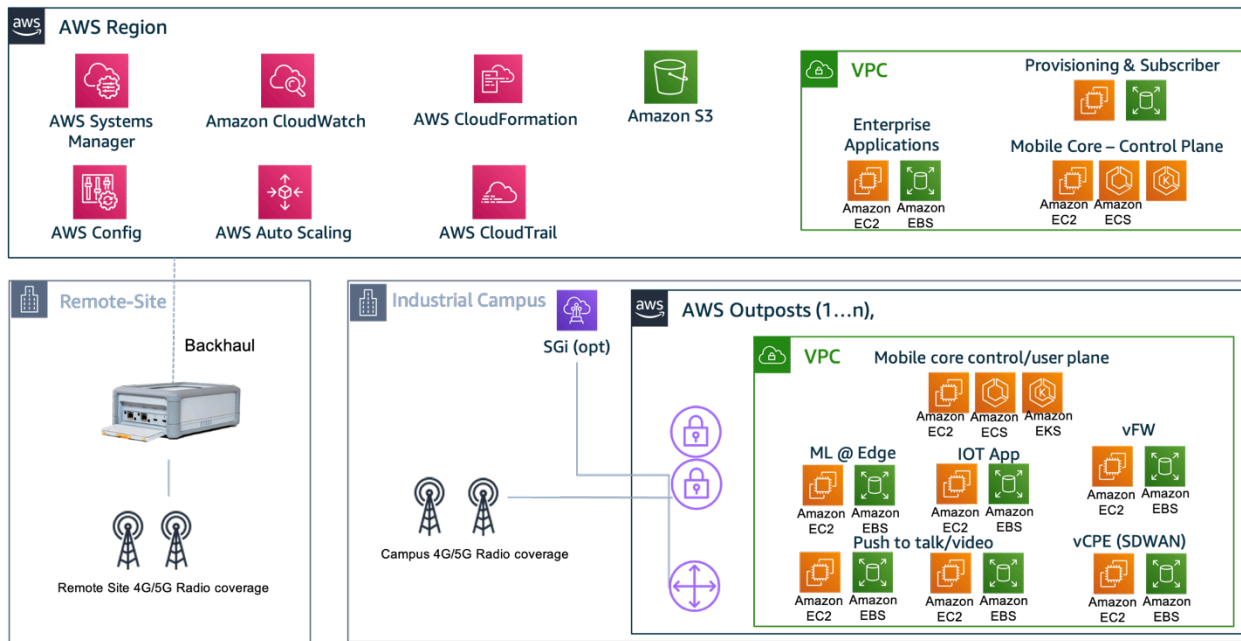 aws
AWS Region
AWS Systems
Manager
Amazon CloudWatch
AWS CloudFormation
Amazon S3
AWS Config
AWS Auto Scaling
AWS CloudTrail
VPC
Provisioning & Subscriber
Enterprise
Applications
Amazon
EC2
Amazon
EBS
Mobile Core – Control Plane
Amazon
EC2
Amazon
ECS
Remote-Site
Backhaul
Remote Site 4G/5G Radio coverage
Industrial Campus
SGi (opt)
Campus 4G/5G Radio coverage
aws
AWS Outposts (1...n),
VPC
Mobile core control/user plane
Amazon
EC2
Amazon
ECS
Amazon
EKS
ML @ Edge
Amazon
EC2
Amazon
EBS
IOT App
Amazon
EC2
Amazon
EBS
vFW
Amazon
EC2
Amazon
EBS
Push to talk/video
Amazon
EC2
Amazon
EBS
Amazon
EC2
Amazon
EBS
vCPE (SDWAN)
Amazon
EC2
Amazon
EBS